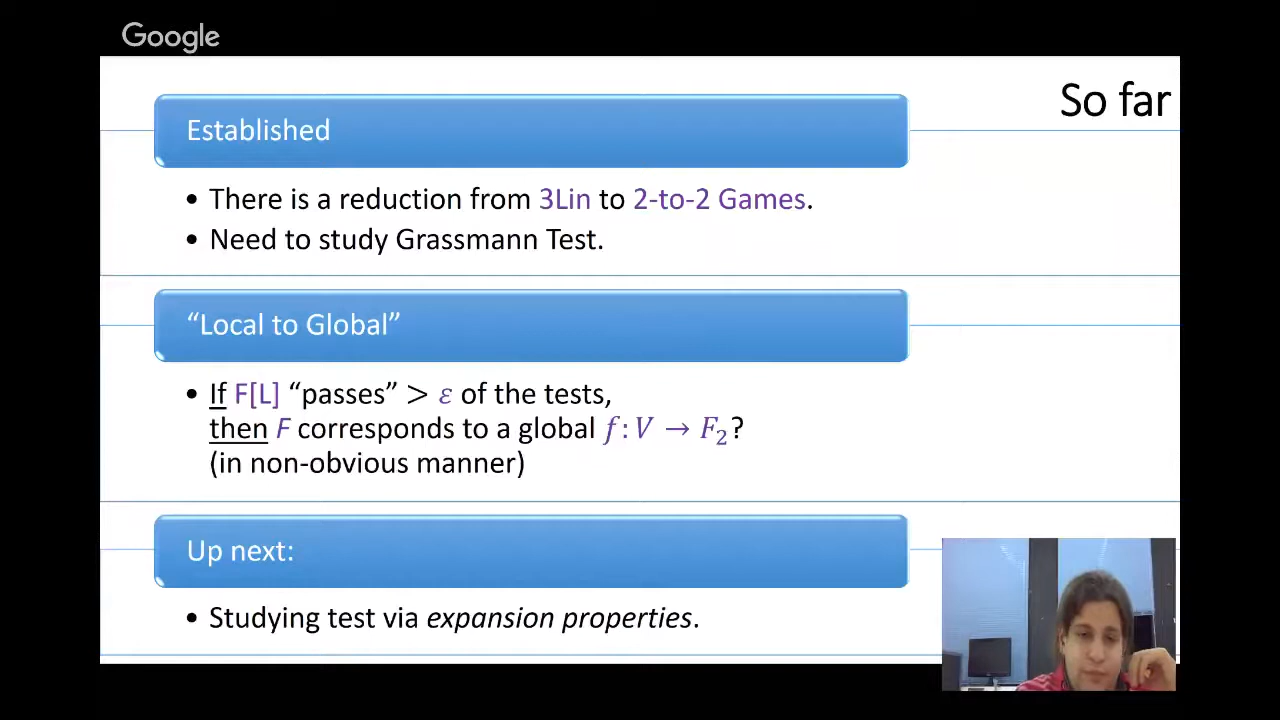 Google
So far
Established
• There is a reduction from 3Lin to 2-to-2 Games.
• Need to study Grassmann Test.
“Local to Global”
• If F[L] “passes” > ε of the tests,
then F corresponds to a global f: V → F₂?
(in non-obvious manner)
Up next:
• Studying test via expansion properties.